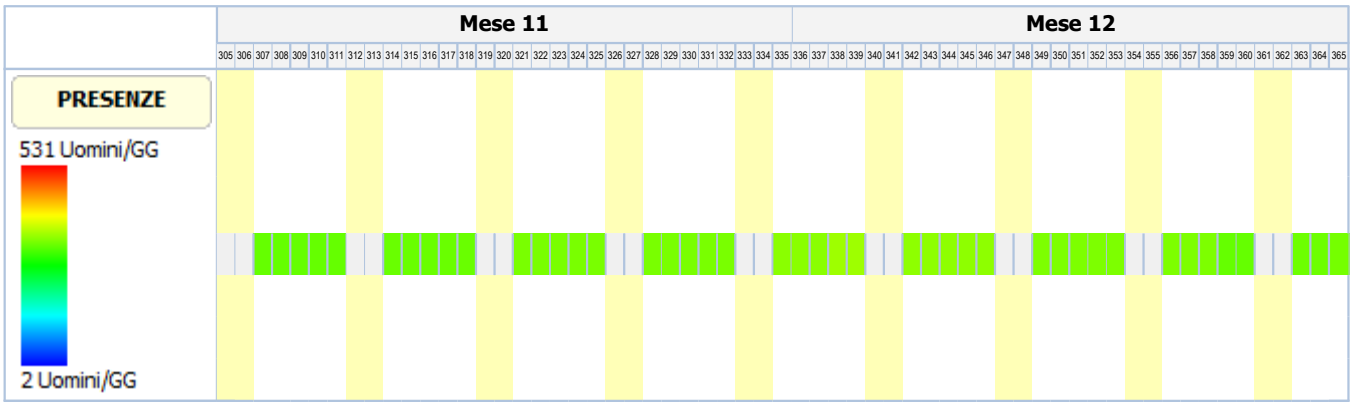 Mese 11 Mese 12
305 306 307 308 309 310 311 312 313 314 315 316 317 318 319 320 321 322 323 324 325 326 327 328 329 330 331 332 333 334 335 336 337 338 339 340 341 342 343 344 345 346 347 348 349 350 351 352 353 354 355 356 357 358 359 360 361 362 363 364 365
PRESENZE
531 Uomini/GG
2 Uomini/GG